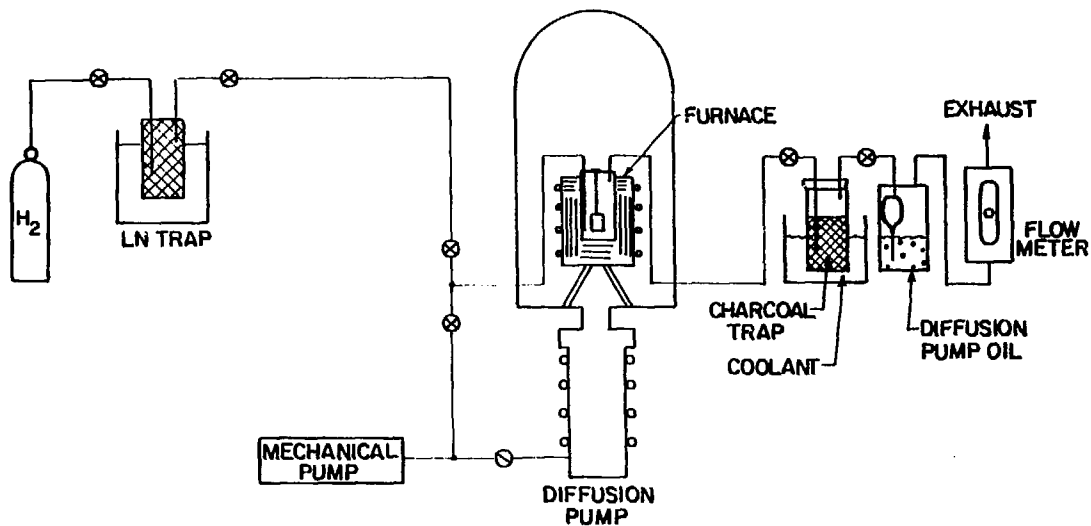 FURNACE
EXHAUST
H2
LN TRAP
FLOW
METER
CHARCOAL
TRAP
DIFFUSION
PUMP OIL
COOLANT
MECHANICAL
PUMP
DIFFUSION
PUMP